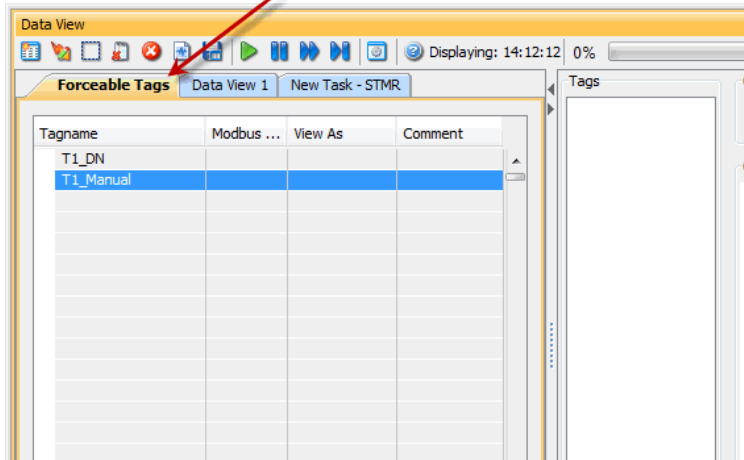 Data View
Displaying: 14:12:12 0%
Forceable Tags Data View 1 New Task - STMR Tags
Tagname Modbus ... View As Comment
T1_DN
T1_Manual